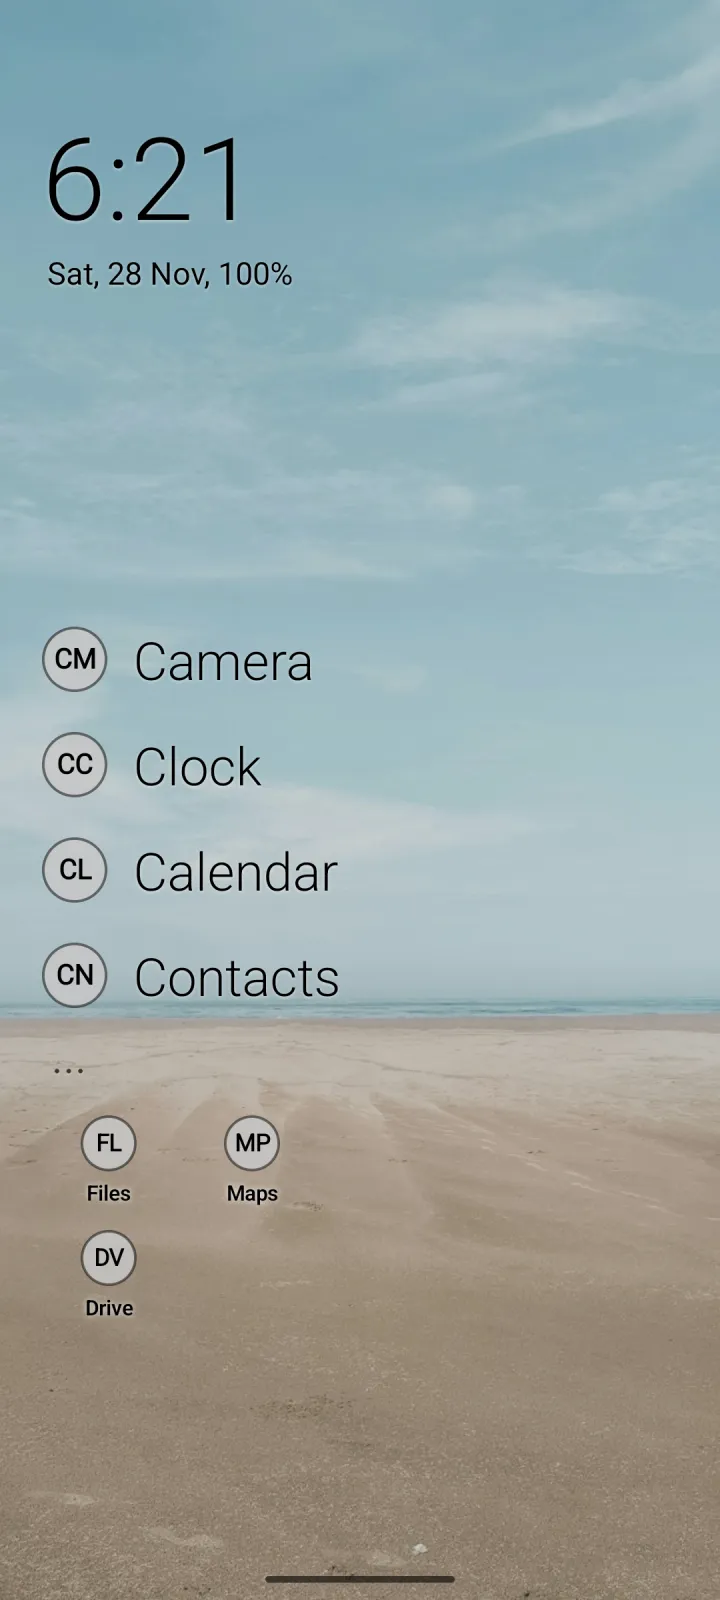 6:21
Sat, 28 Nov, 100%
CM Camera
CC Clock
CL Calendar
CN Contacts
...
FL MP
Files Maps
DV
Drive